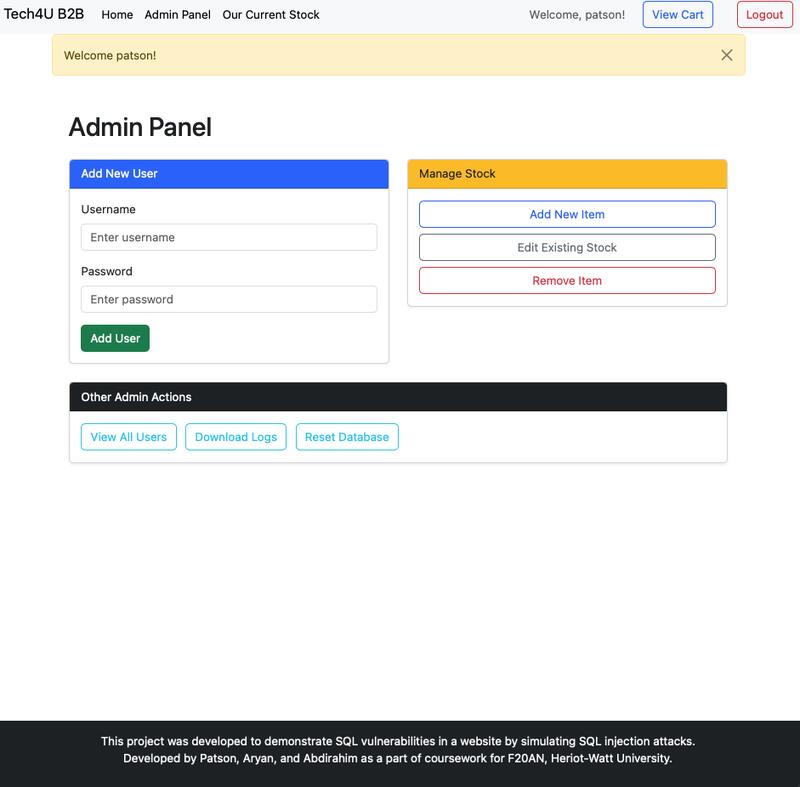 Tech4U B2B Home Admin Panel Our Current Stock Welcome, patson! View Cart Logout
Welcome patson!
Admin Panel
Add New User
Username
Enter username
Password
Enter password
Add User
Manage Stock
Add New Item
Edit Existing Stock
Remove Item
Other Admin Actions
View All Users Download Logs Reset Database
This project was developed to demonstrate SQL vulnerabilities in a website by simulating SQL injection attacks.
Developed by Patson, Aryan, and Abdirahim as a part of coursework for F20AN, Heriot-Watt University.